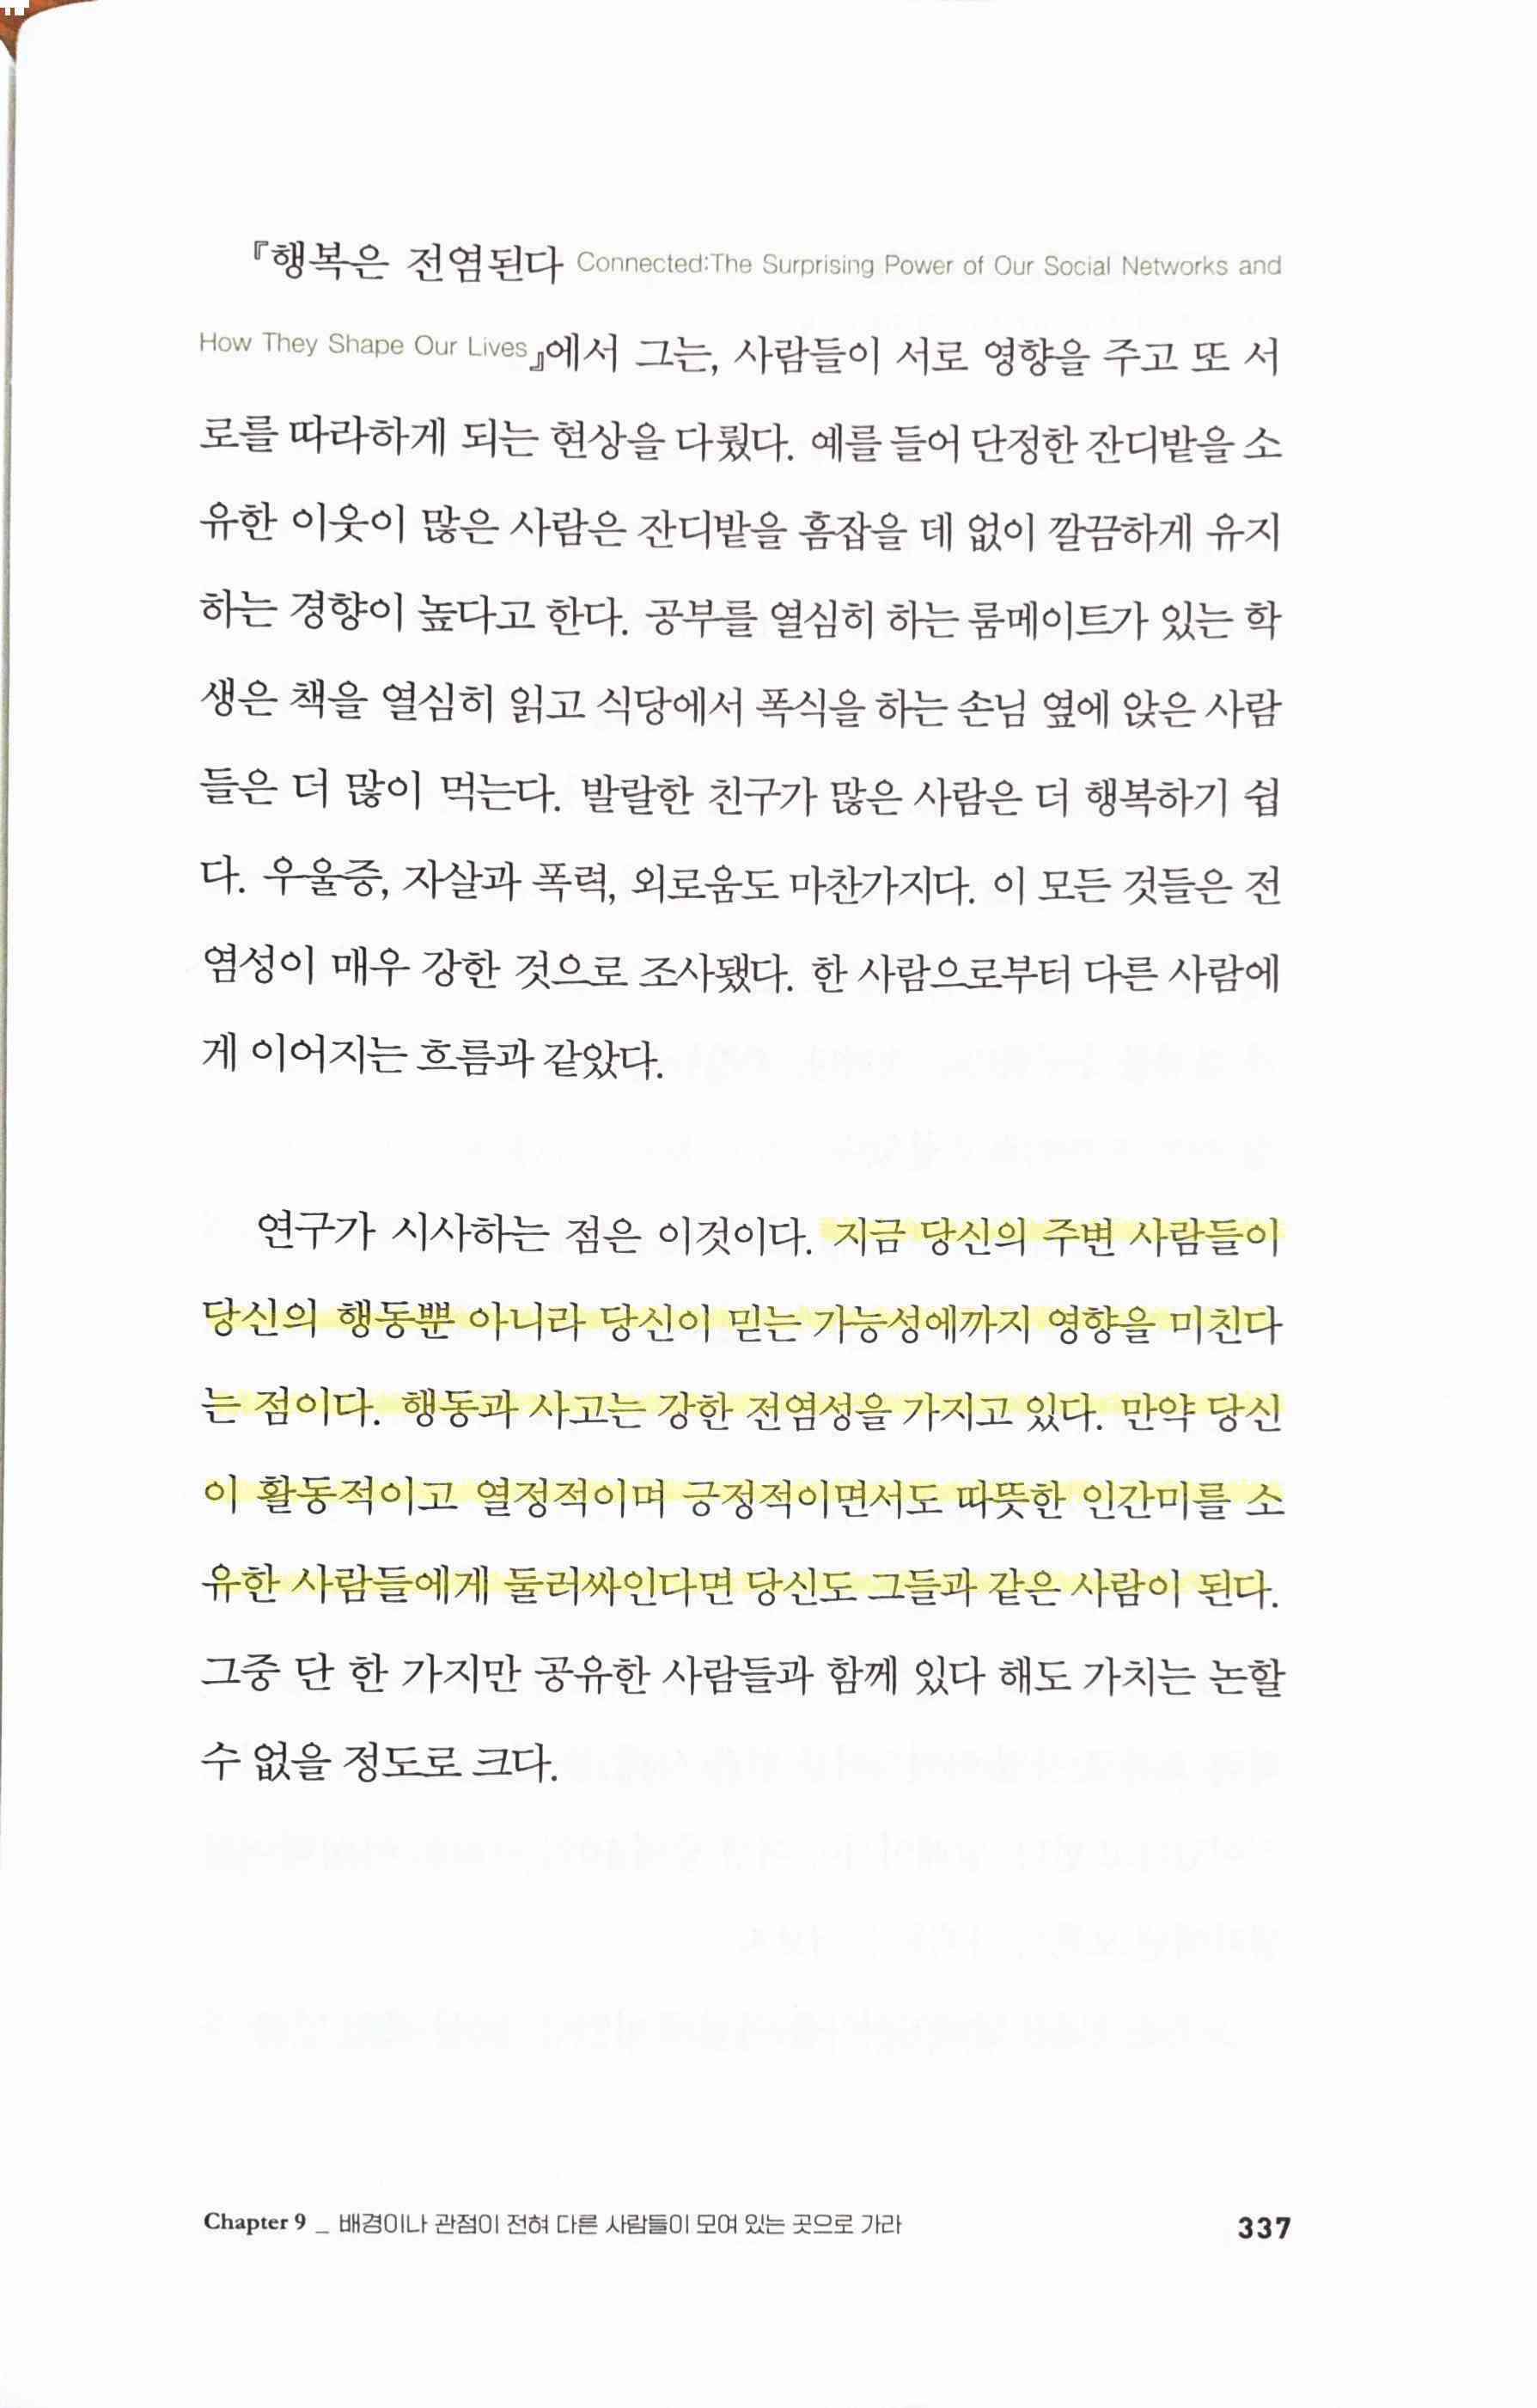 『행복은 전염된다 Connected:The Surprising Power of Our Social Networks and
How They Shape Our Lives』에서 그는, 사람들이 서로 영향을 주고 또 서
로를 따라하게 되는 현상을 다뤘다. 예를 들어 단정한 잔디밭을 소
유한 이웃이 많은 사람은 잔디밭을 흠잡을 데 없이 깔끔하게 유지
하는 경향이 높다고 한다. 공부를 열심히 하는 룸메이트가 있는 학
생은 책을 열심히 읽고 식당에서 폭식을 하는 손님 옆에 앉은 사람
들은 더 많이 먹는다. 발랄한 친구가 많은 사람은 더 행복하기 쉽
다. 우울증, 자살과 폭력, 외로움도 마찬가지다. 이 모든 것들은 전
염성이 매우 강한 것으로 조사됐다. 한 사람으로부터 다른 사람에
게 이어지는 흐름과 같았다.
연구가 시사하는 점은 이것이다. 지금 당신의 주변 사람들이
당신의 행동뿐 아니라 당신이 믿는 가능성에까지 영향을 미친다
는 점이다. 행동과 사고는 강한 전염성을 가지고 있다. 만약 당신
이 활동적이고 열정적이며 긍정적이면서도 따뜻한 인간미를 소
유한 사람들에게 둘러싸인다면 당신도 그들과 같은 사람이 된다.
그중 단 한 가지만 공유한 사람들과 함께 있다 해도 가치는 논할
수 없을 정도로 크다.
Chapter 9 _ 배경이나 관점이 전혀 다른 사람들이 모여 있는 곳으로 가라 337